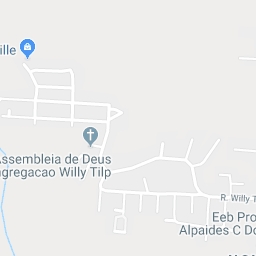 ille
Assembleia de Deus
ngregacao Willy Tilp
R. Willy T
Eeb Pro
Alpaides C Do